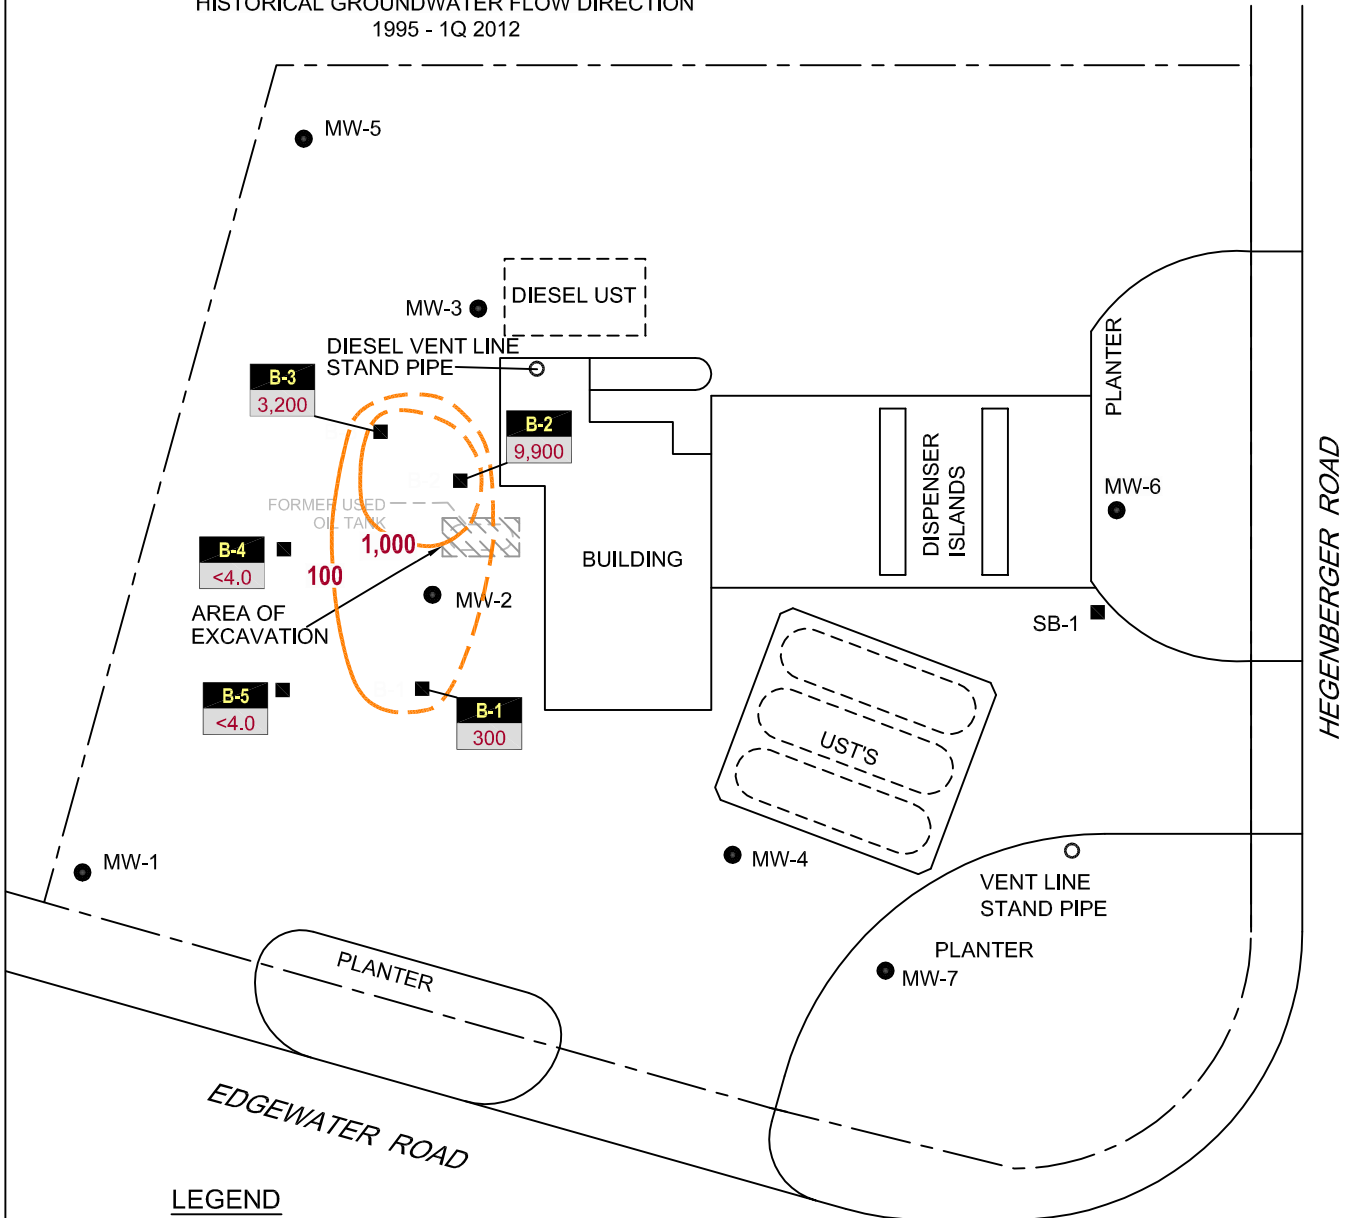 HISTORICAL GROUNDWATER FLOW DIRECTION
1995 - 1Q 2012
MW-5
MW-3
DIESEL UST
DIESEL VENT LINE
STAND PIPE
B-3
3,200
B-2
9,900
PLANTER
DISPENSER
ISLANDS
MW-6
HEGENBERGER ROAD
FORMER USED
OIL TANK
1,000
B-4
<4.0
100
BUILDING
MW-2
AREA OF
EXCAVATION
SB-1
B-5
<4.0
B-1
300
UST'S
MW-1
MW-4
VENT LINE
STAND PIPE
PLANTER
MW-7
PLANTER
EDGEWATER ROAD
LEGEND